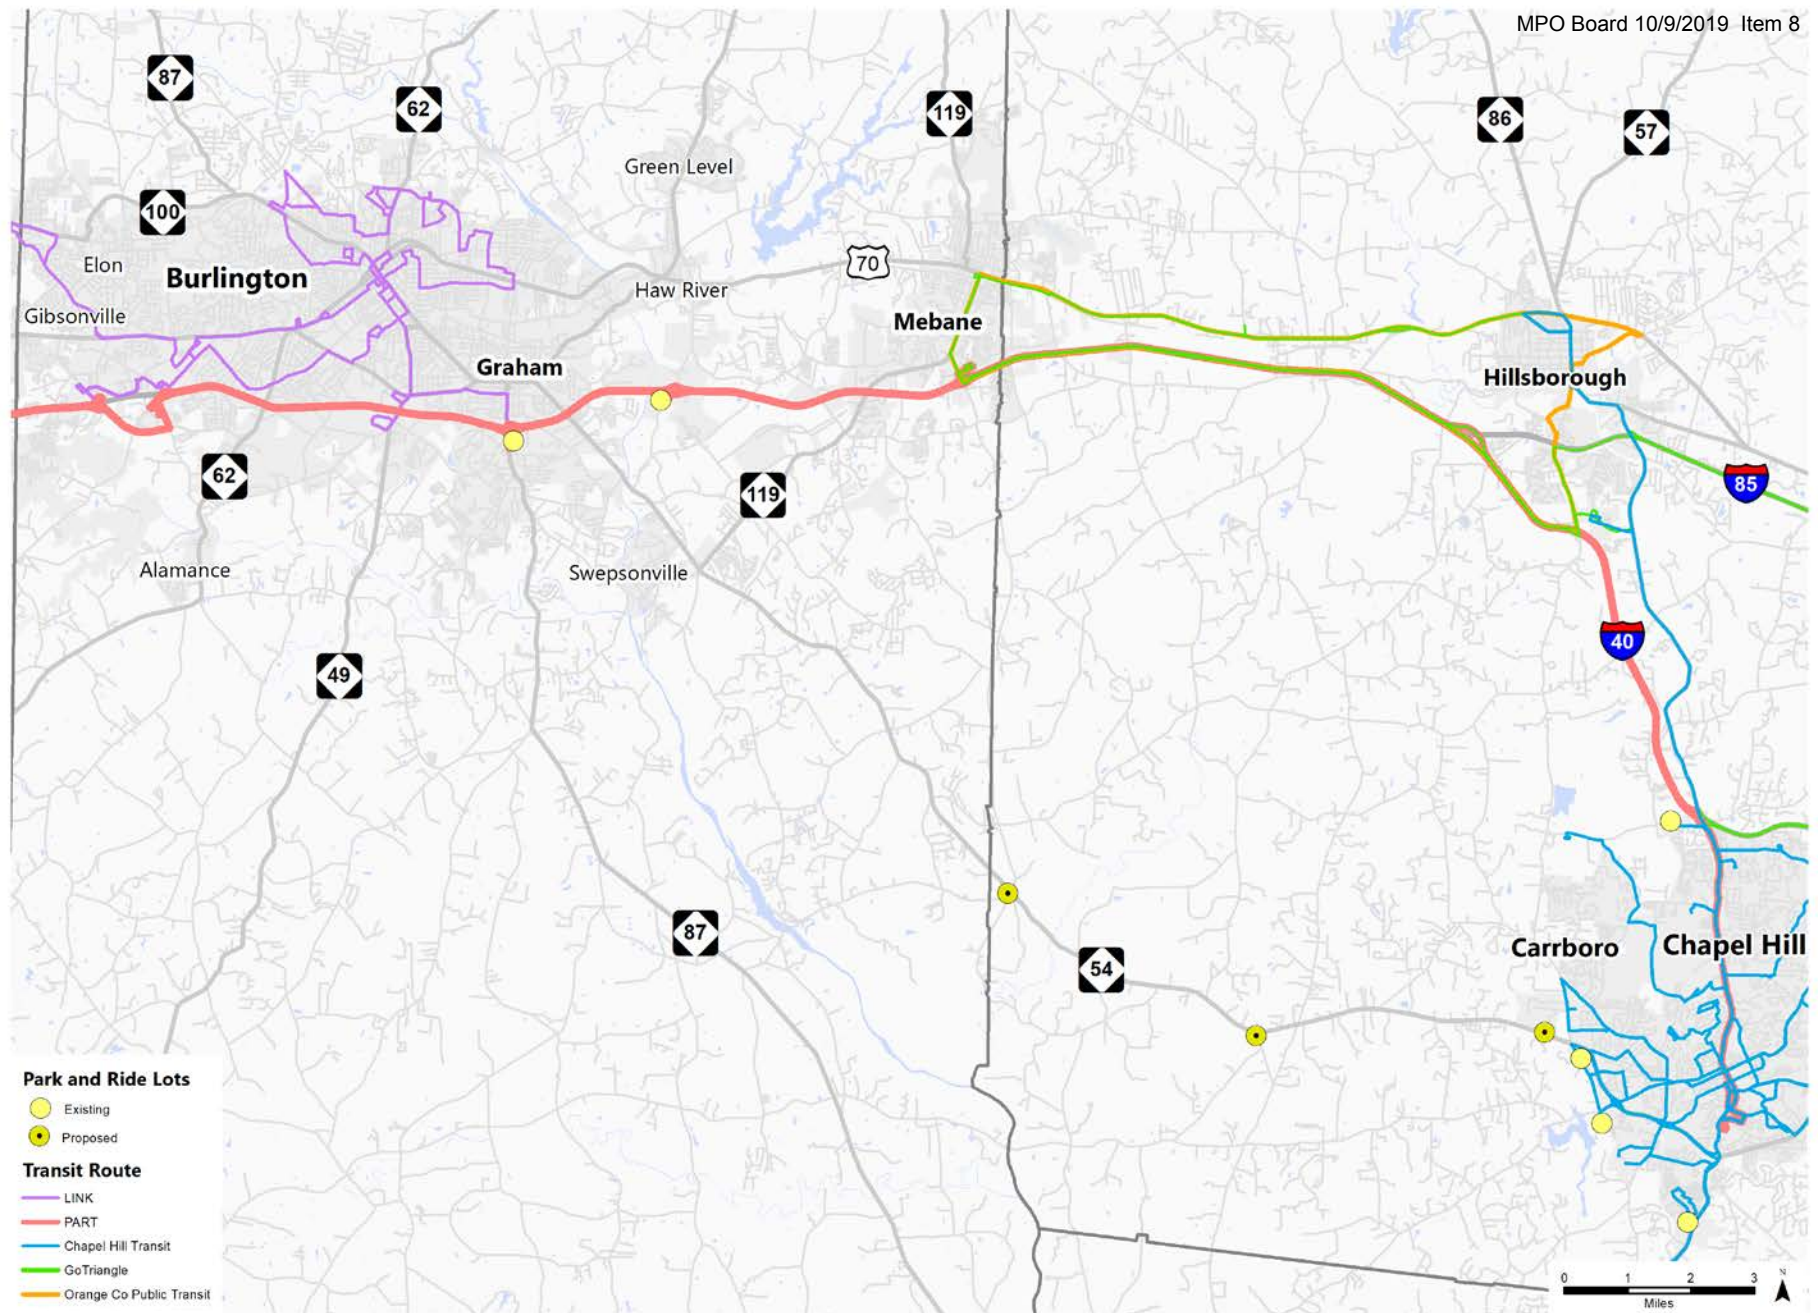 MPO Board 10/9/2019 Item 8
87
62
119
86
57
Green Level
100
Elon
Burlington
70
Haw River
Gibsonville
Mebane
Graham
Hillsborough
62
119
85
Alamance
Swepsonville
40
49
87
54
Carrboro
Chapel Hill
Park and Ride Lots
Existing
Proposed
Transit Route
LINK
PART
Chapel Hill Transit
GoTriangle
Orange Co Public Transit
0 1 2 3
Miles
N